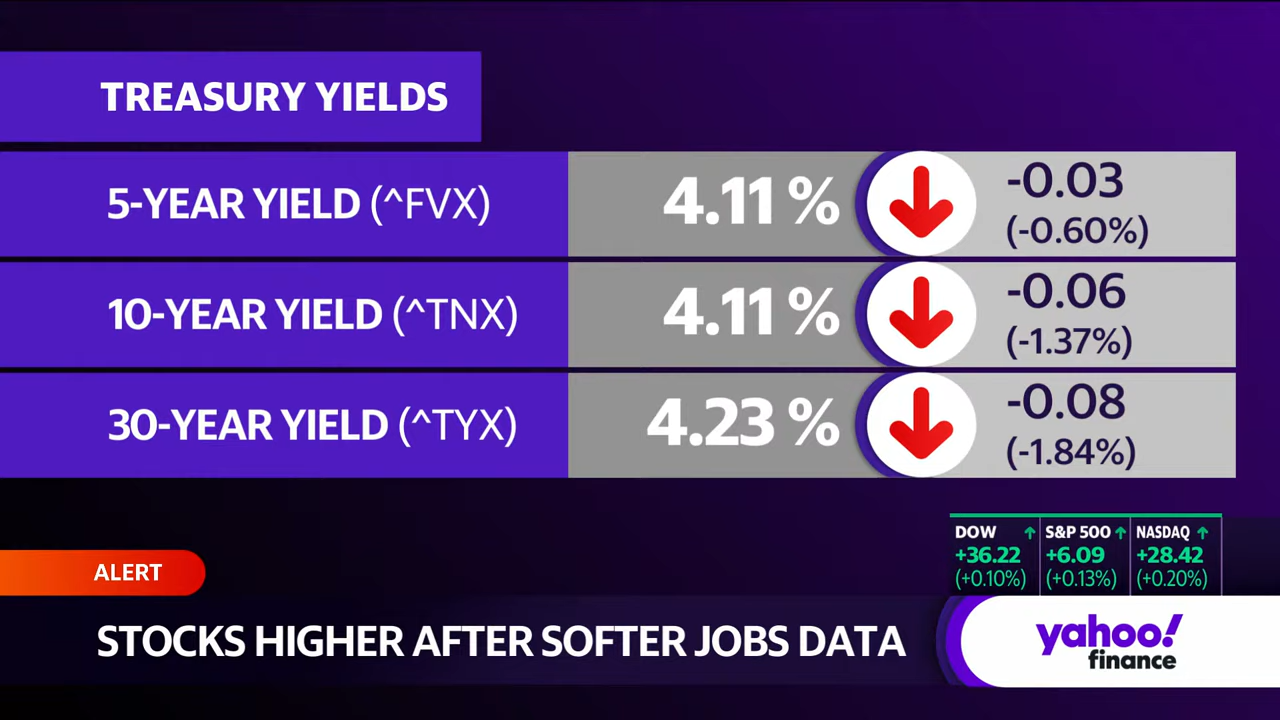 TREASURY YIELDS
5-YEAR YIELD (^FVX) 4.11 % -0.03
(-0.60%)
10-YEAR YIELD (^TNX) 4.11 % -0.06
(-1.37%)
30-YEAR YIELD (^TYX) 4.23 % -0.08
(-1.84%)
DOW S&P 500 NASDAQ
+36.22 +6.09 +28.42
(+0.10%) (+0.13%) (+0.20%)
ALERT
STOCKS HIGHER AFTER SOFTER JOBS DATA
yahoo!
finance